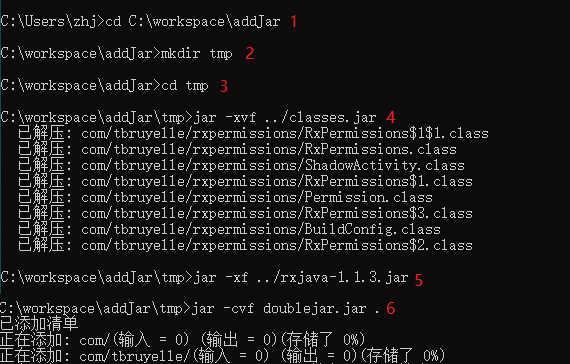 C:\Users\zhj>cd C:\workspace\addJar 1
C:\workspace\addJar>mkdir tmp 2
C:\workspace\addJar>cd tmp 3
C:\workspace\addJar\tmp>jar -xvf ../classes.jar 4
已解压: com/tbruyelle/rxpermissions/RxPermissions$1$1.class
已解压: com/tbruyelle/rxpermissions/RxPermissions.class
已解压: com/tbruyelle/rxpermissions/ShadowActivity.class
已解压: com/tbruyelle/rxpermissions/RxPermissions$1.class
已解压: com/tbruyelle/rxpermissions/Permission.class
已解压: com/tbruyelle/rxpermissions/RxPermissions$3.class
已解压: com/tbruyelle/rxpermissions/BuildConfig.class
已解压: com/tbruyelle/rxpermissions/RxPermissions$2.class
C:\workspace\addJar\tmp>jar -xf ../rxjava-1.1.3.jar 5
C:\workspace\addJar\tmp>jar -cvf doublejar.jar . 6
已添加清单
正在添加: com/(输入 = 0) (输出 = 0)(存储了 0%)
正在添加: com/tbruyelle/(输入 = 0) (输出 = 0)(存储了 0%)